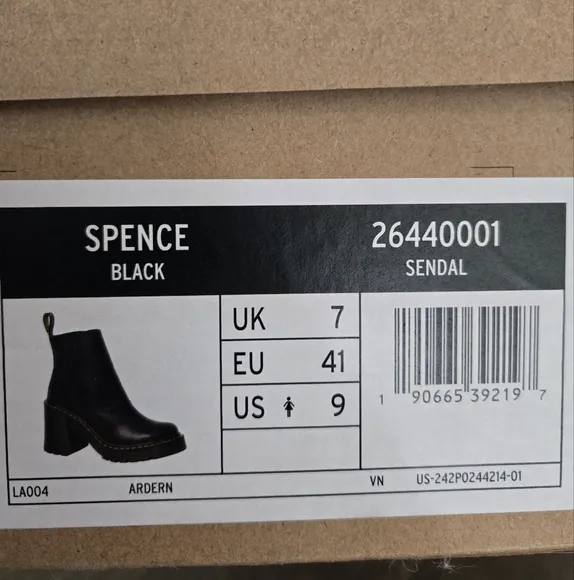 SPENCE 26440001
BLACK SENDAL
UK 7
EU 41
US 9
1 90665 39219 7
LA004 ARDERN VN US-242P0244214-01